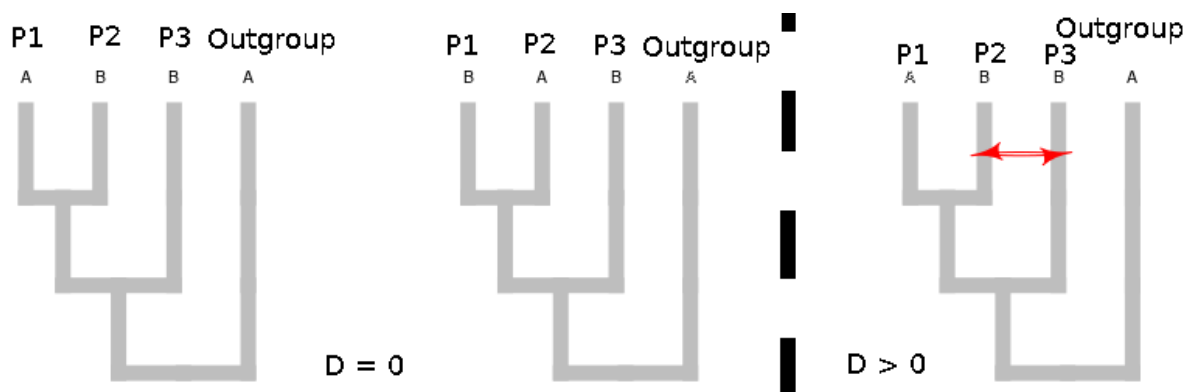 P1 P2 P3 Outgroup
A B B A
P1 P2 P3 Outgroup
B A B A
D = 0
Outgroup
P1 P2 P3
A B B A
D > 0